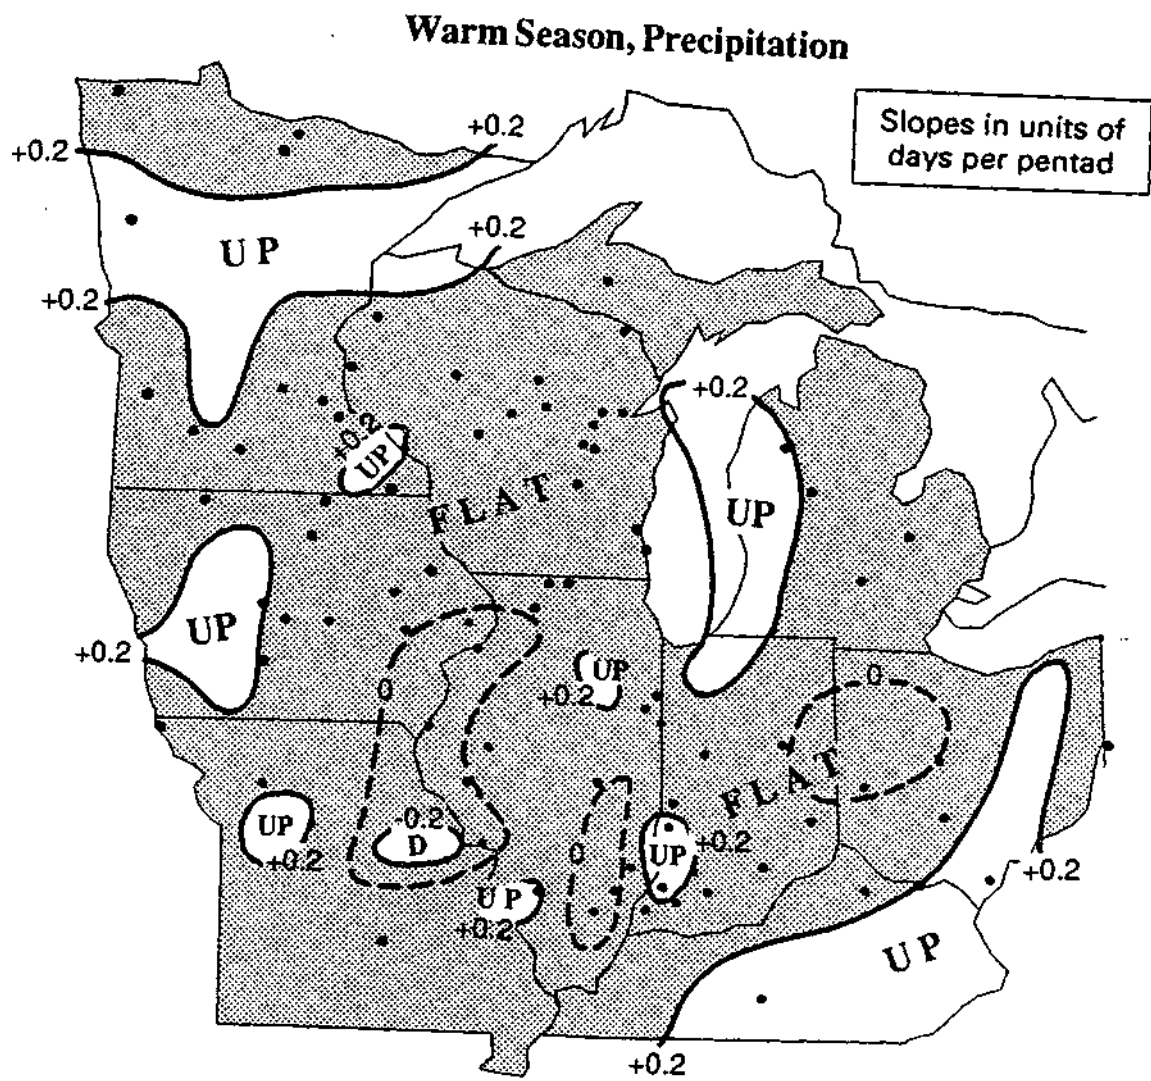 Warm Season, Precipitation
Slopes in units of
days per pentad
+0.2
+0.2
+0.2
UP
+0.2
+0.2
+0.2
UP
FLAT
UP
UP
+0.2
0
UP
+0.2
0
FLAT
UP
+0.2
-0.2
D
0
UP
+0.2
UP
+0.2
+0.2
UP
+0.2